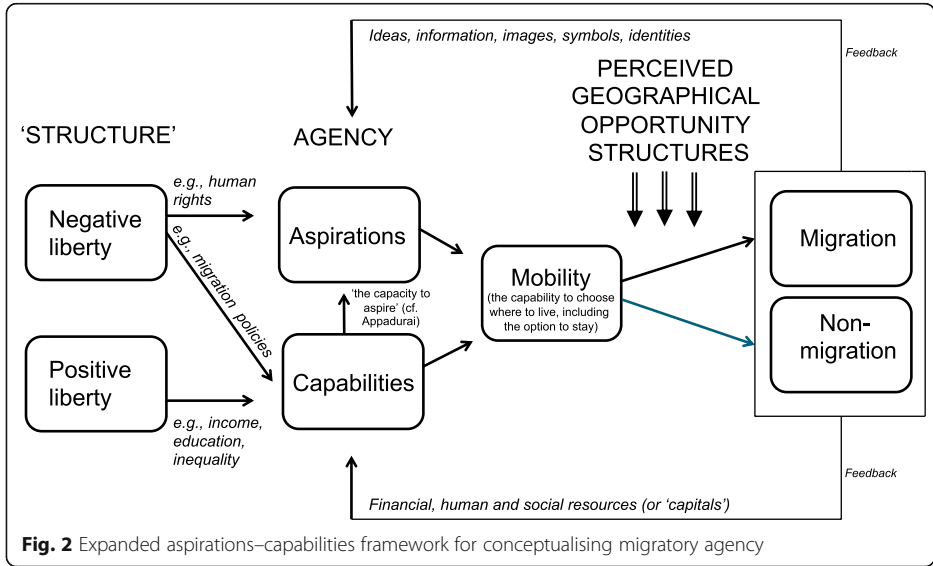 Ideas, information, images, symbols, identities
Feedback
PERCEIVED
GEOGRAPHICAL
OPPORTUNITY
STRUCTURES
'STRUCTURE'
AGENCY
Negative
liberty
e.g., human
rights
e.g., migration policies
Aspirations
'the capacity to
aspire' (cf.
Appadurai)
Mobility
(the capability to choose
where to live, including
the option to stay)
Migration
Non-
migration
Positive
liberty
e.g., income,
education,
inequality
Capabilities
Feedback
Financial, human and social resources (or 'capitals')
Fig. 2 Expanded aspirations–capabilities framework for conceptualising migratory agency